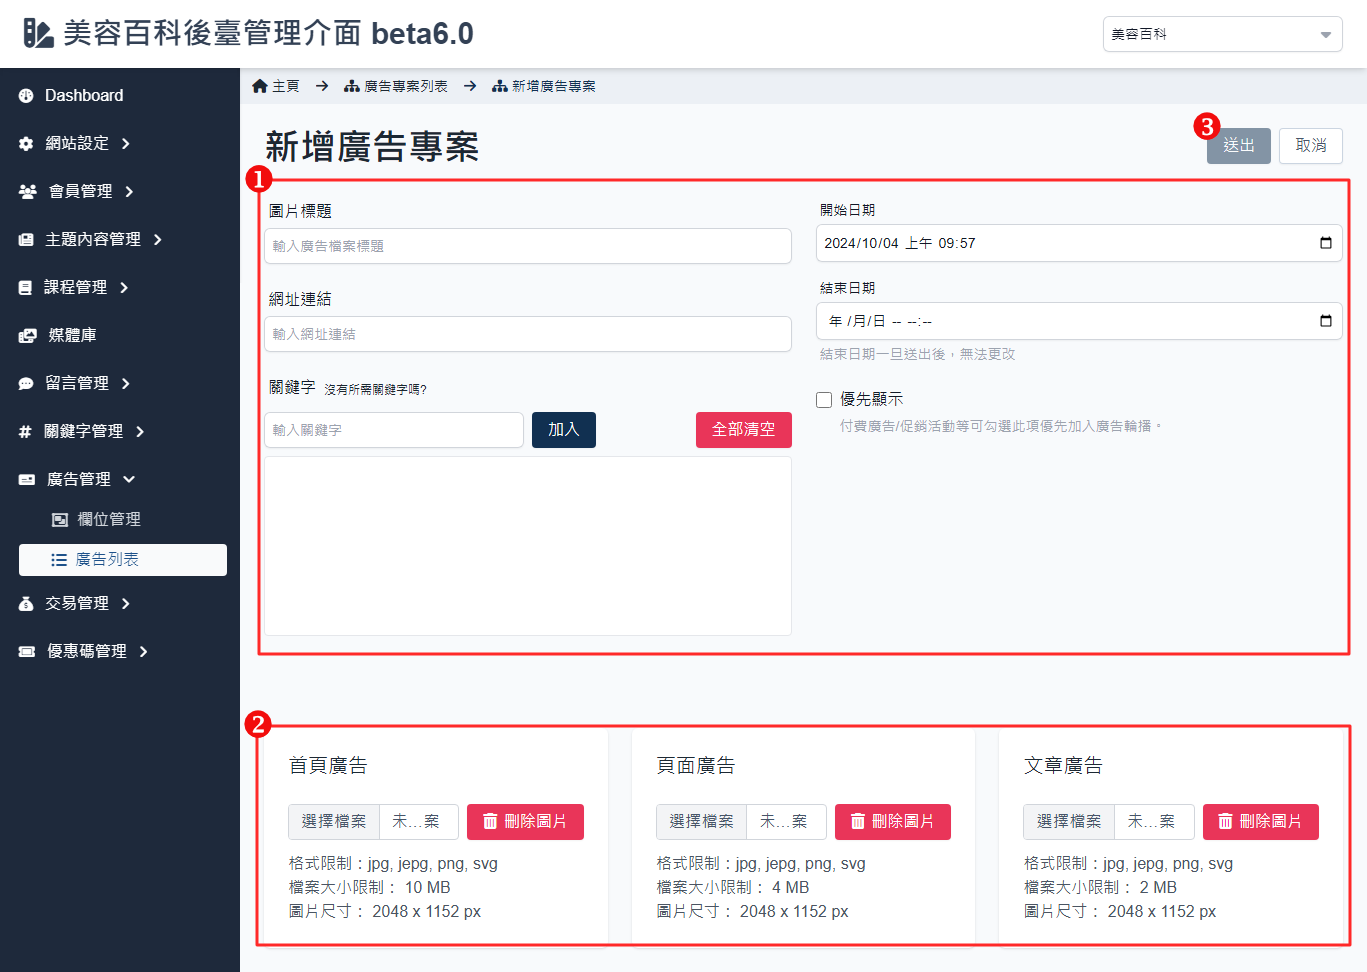 美容百科後臺管理介面 beta6.0
美容百科
Dashboard
網站設定
會員管理
主題內容管理
課程管理
媒體庫
留言管理
關鍵字管理
廣告管理
欄位管理
廣告列表
交易管理
優惠碼管理
主頁 → 廣告專案列表 → 新增廣告專案
新增廣告專案
3
送出
取消
1
圖片標題
輸入廣告檔案標題
網址連結
輸入網址連結
關鍵字 沒有所需關鍵字嗎?
輸入關鍵字
加入
全部清空
開始日期
2024/10/04 上午 09:57
結束日期
年 /月/日 -- --:--
結束日期一旦送出後，無法更改
優先顯示
付費廣告/促銷活動等可勾選此項優先加入廣告輪播。
2
首頁廣告
選擇檔案 未...案 刪除圖片
格式限制：jpg, jepg, png, svg
檔案大小限制： 10 MB
圖片尺寸： 2048 x 1152 px
頁面廣告
選擇檔案 未...案 刪除圖片
格式限制：jpg, jepg, png, svg
檔案大小限制： 4 MB
圖片尺寸： 2048 x 1152 px
文章廣告
選擇檔案 未...案 刪除圖片
格式限制：jpg, jepg, png, svg
檔案大小限制： 2 MB
圖片尺寸： 2048 x 1152 px